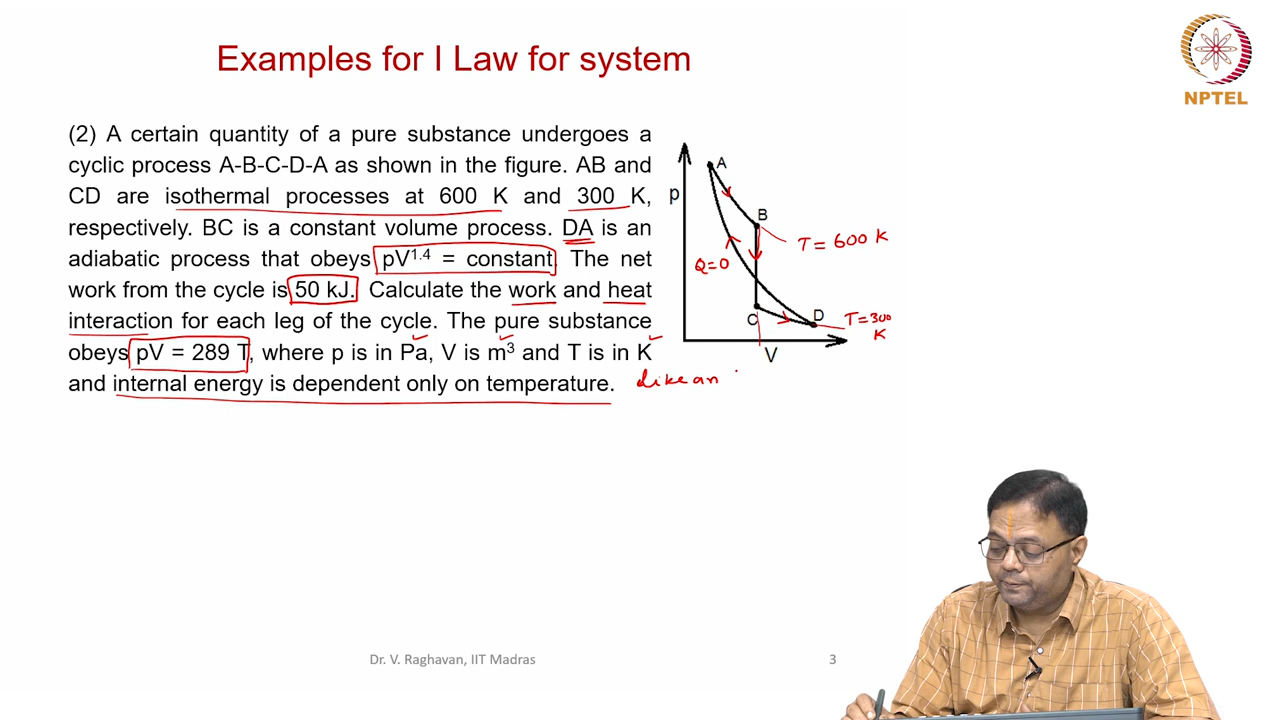 Examples for I Law for system
NPTEL
(2) A certain quantity of a pure substance undergoes a
cyclic process A-B-C-D-A as shown in the figure. AB and
CD are isothermal processes at 600 K and 300 K,
respectively. BC is a constant volume process. DA is an
adiabatic process that obeys pV¹·⁴ = constant. The net
work from the cycle is 50 kJ. Calculate the work and heat
interaction for each leg of the cycle. The pure substance
obeys pV = 289 T, where p is in Pa, V is m³ and T is in K
and internal energy is dependent only on temperature.
like an
A
p
B
T = 600 K
Q=0
C
D
T = 300
K
V
Dr. V. Raghavan, IIT Madras
3